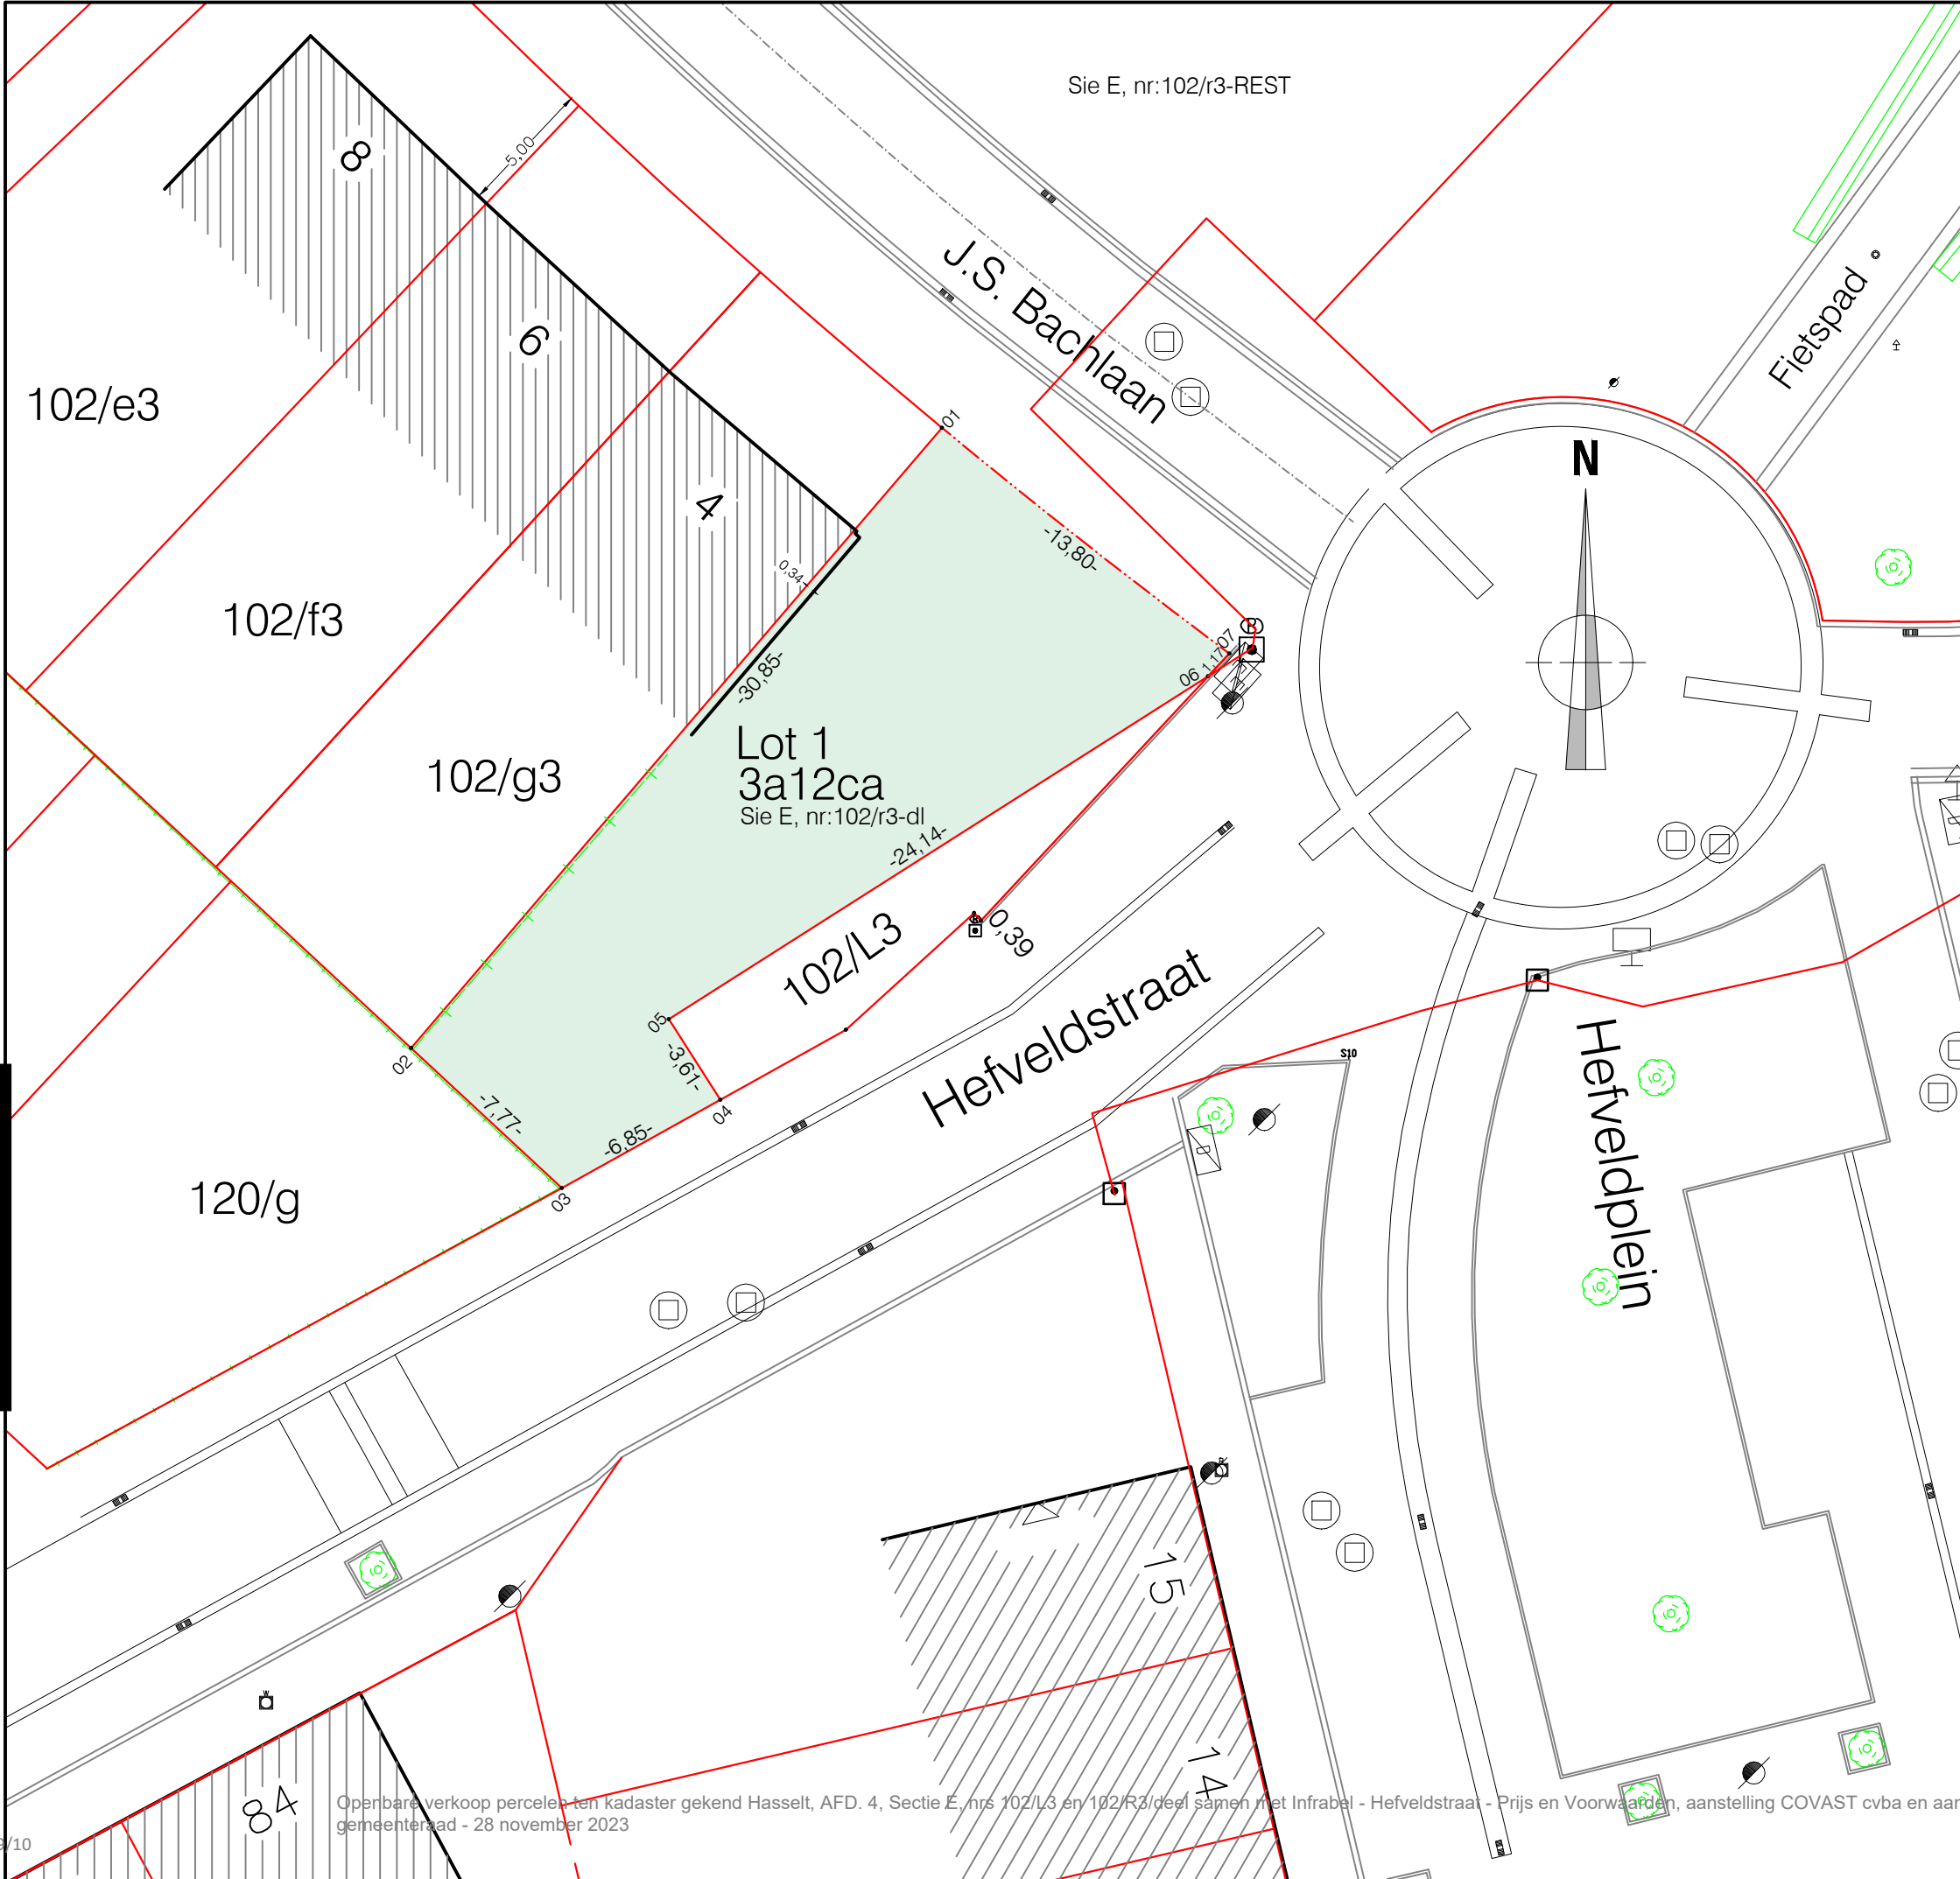 Sie E, nr:102/r3-REST
8
-5,00
J.S. Bachlaan
Fietspad
6
102/e3
01
N
4
-13,80-
0,34-
102/f3
07
1,17
06
-30,85-
Lot 1
3a12ca
Sie E, nr:102/r3-dl
102/g3
-24,14-
0,39
102/L3
Hefveldstraat
05
-3,61-
04
02
-7,77-
-6,85-
03
S10
Hefveldplein
120/g
15
14
84
Openbare verkoop percelen ten kadaster gekend Hasselt, AFD. 4, Sectie E, nrs 102/L3 en 102/R3/deel samen met Infrabel - Hefveldstraat - Prijs en Voorwaarden, aanstelling COVAST cvba en aan
gemeenteraad - 28 november 2023
9/10